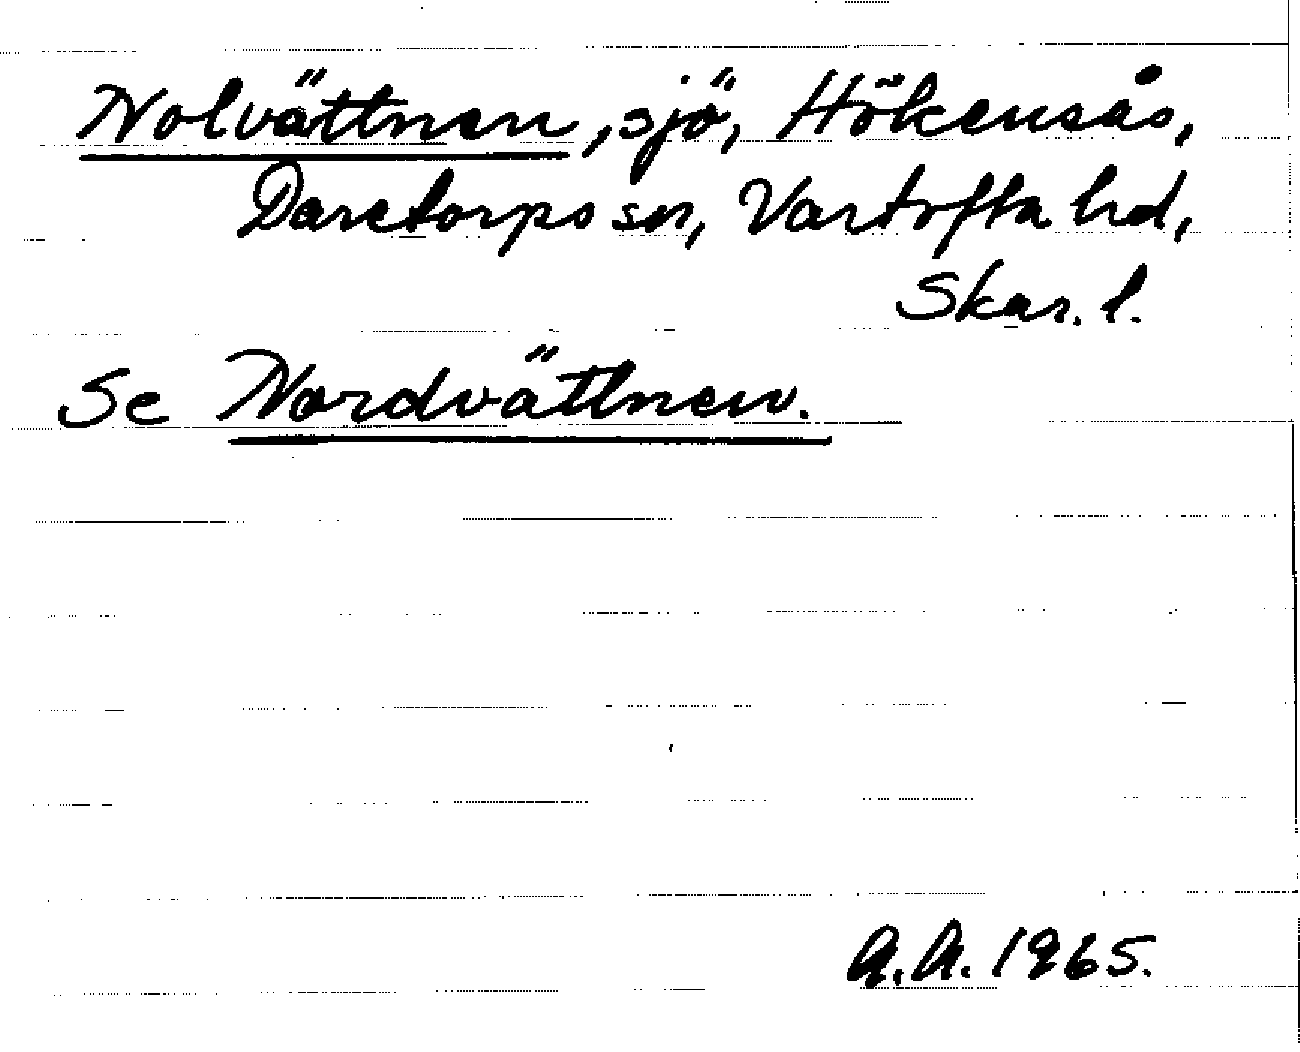 Nolvättnen, sjö, Hökensås,
Daretorps sn, Vartofta hd,
Skar. l.
Se Nordvättnen.
A.A. 1965.